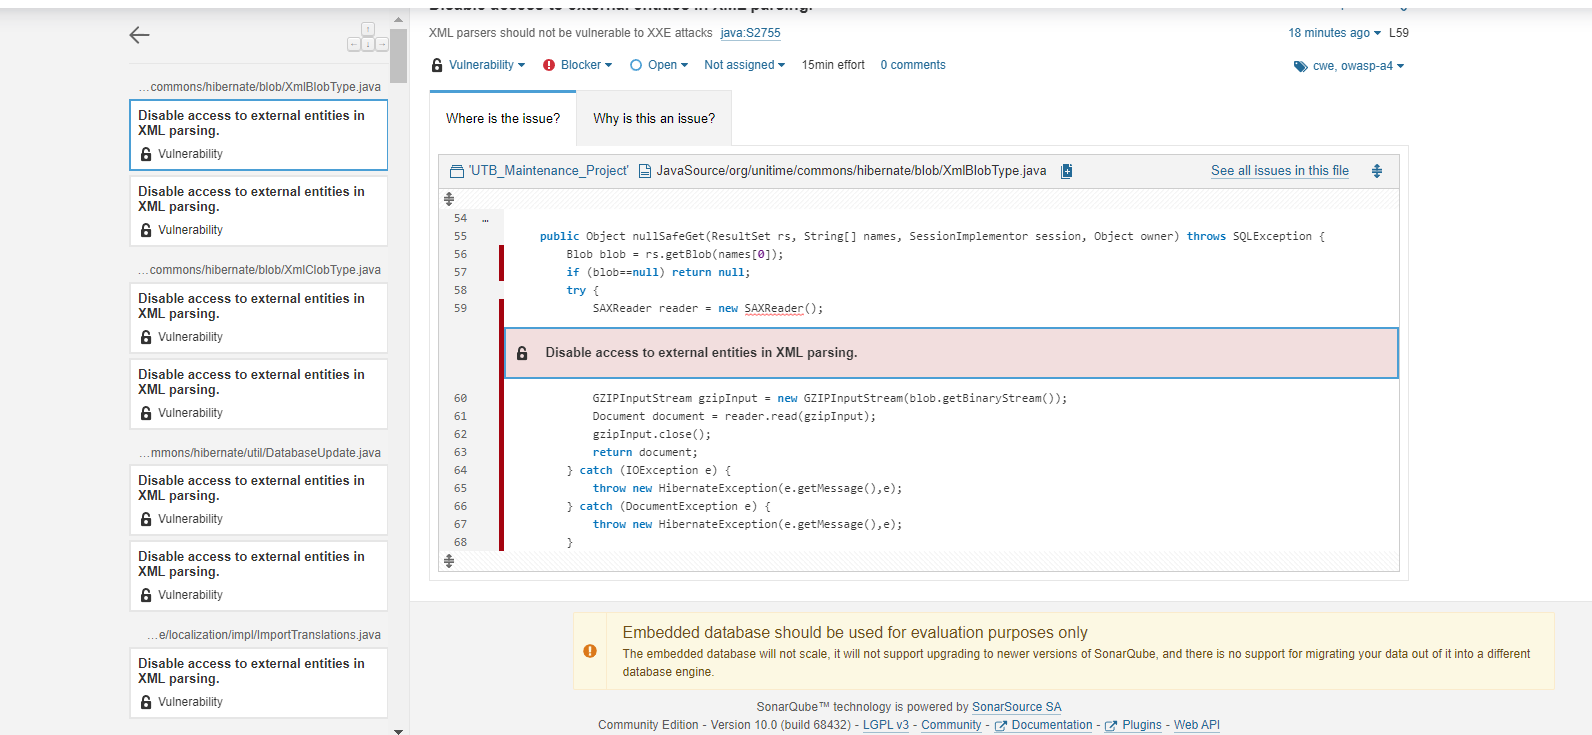 …commons/hibernate/blob/XmlBlobType.java
Disable access to external entities in
XML parsing.
Vulnerability
Disable access to external entities in
XML parsing.
Vulnerability
…commons/hibernate/blob/XmlClobType.java
Disable access to external entities in
XML parsing.
Vulnerability
Disable access to external entities in
XML parsing.
Vulnerability
…mmons/hibernate/util/DatabaseUpdate.java
Disable access to external entities in
XML parsing.
Vulnerability
Disable access to external entities in
XML parsing.
Vulnerability
…e/localization/impl/ImportTranslations.java
Disable access to external entities in
XML parsing.
Vulnerability
Disable access to external entities in XML parsing.
XML parsers should not be vulnerable to XXE attacks java:S2755
18 minutes ago L59
Vulnerability Blocker Open Not assigned 15min effort 0 comments
cwe, owasp-a4
Where is the issue? Why is this an issue?
'UTB_Maintenance_Project' JavaSource/org/unitime/commons/hibernate/blob/XmlBlobType.java See all issues in this file
54 …
55 public Object nullSafeGet(ResultSet rs, String[] names, SessionImplementor session, Object owner) throws SQLException {
56 Blob blob = rs.getBlob(names[0]);
57 if (blob==null) return null;
58 try {
59 SAXReader reader = new SAXReader();
Disable access to external entities in XML parsing.
60 GZIPInputStream gzipInput = new GZIPInputStream(blob.getBinaryStream());
61 Document document = reader.read(gzipInput);
62 gzipInput.close();
63 return document;
64 } catch (IOException e) {
65 throw new HibernateException(e.getMessage(),e);
66 } catch (DocumentException e) {
67 throw new HibernateException(e.getMessage(),e);
68 }
Embedded database should be used for evaluation purposes only
The embedded database will not scale, it will not support upgrading to newer versions of SonarQube, and there is no support for migrating your data out of it into a different
database engine.
SonarQube™ technology is powered by SonarSource SA
Community Edition - Version 10.0 (build 68432) - LGPL v3 - Community - Documentation - Plugins - Web API